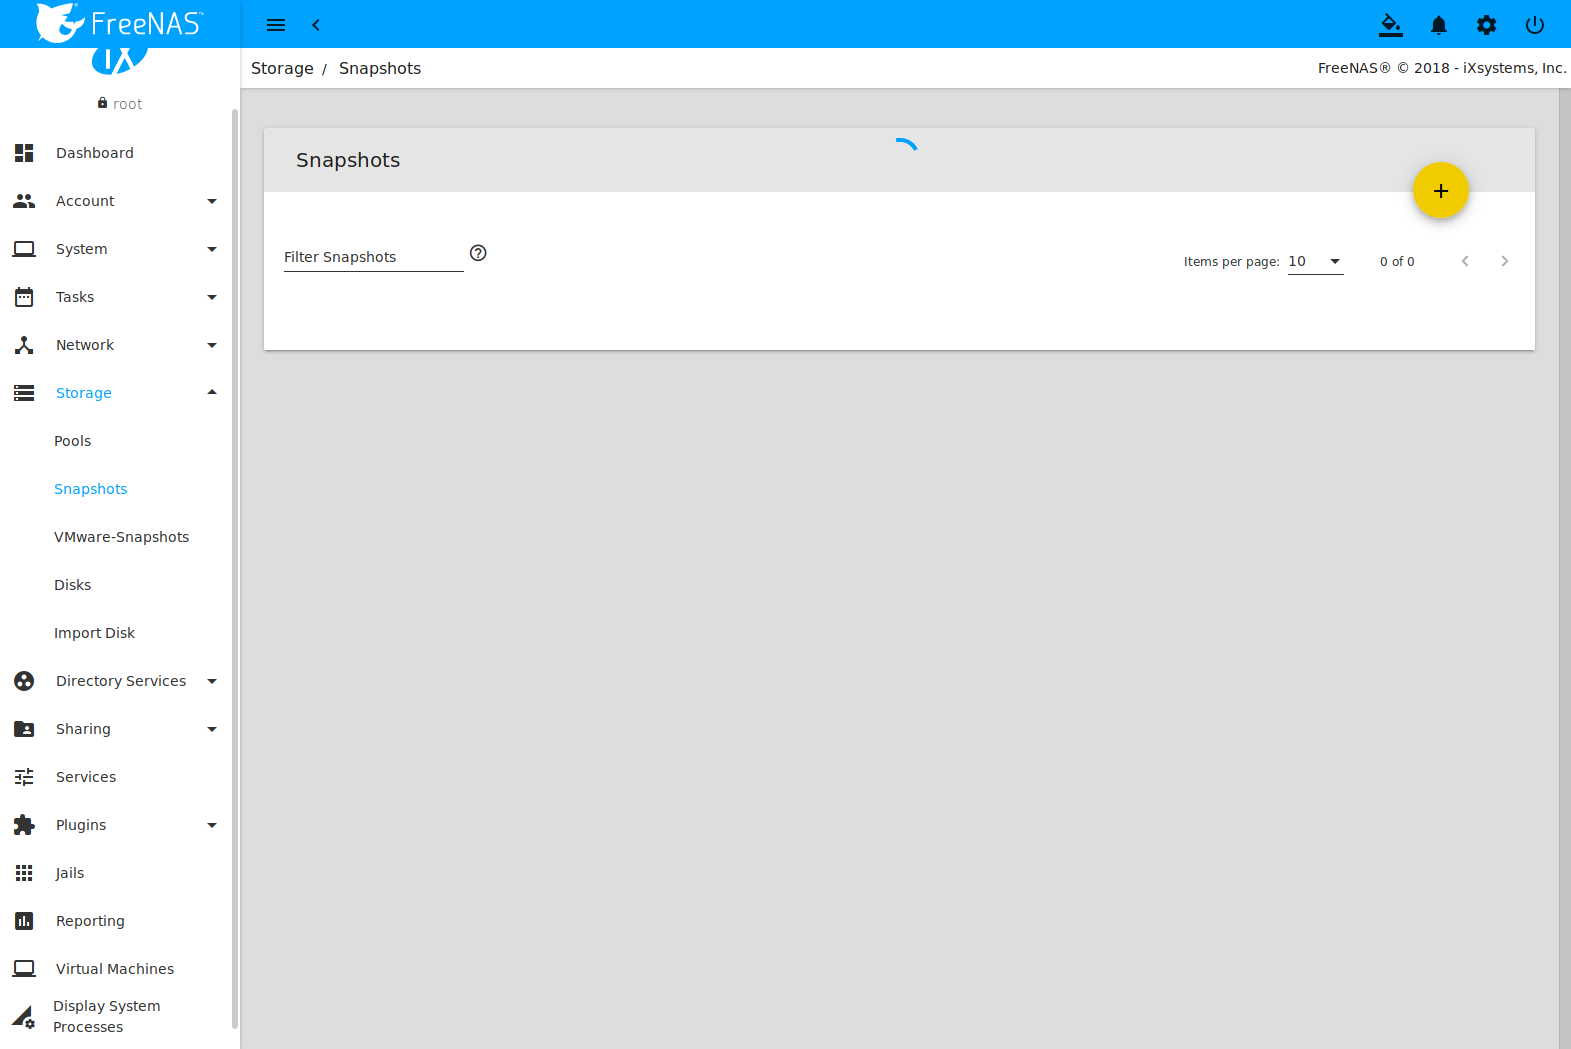 FreeNAS™
Storage / Snapshots
FreeNAS® © 2018 - iXsystems, Inc.
iX
root
Dashboard
Account
System
Tasks
Network
Storage
Pools
Snapshots
VMware-Snapshots
Disks
Import Disk
Directory Services
Sharing
Services
Plugins
Jails
Reporting
Virtual Machines
Display System
Processes
Snapshots
Filter Snapshots
Items per page: 10
0 of 0